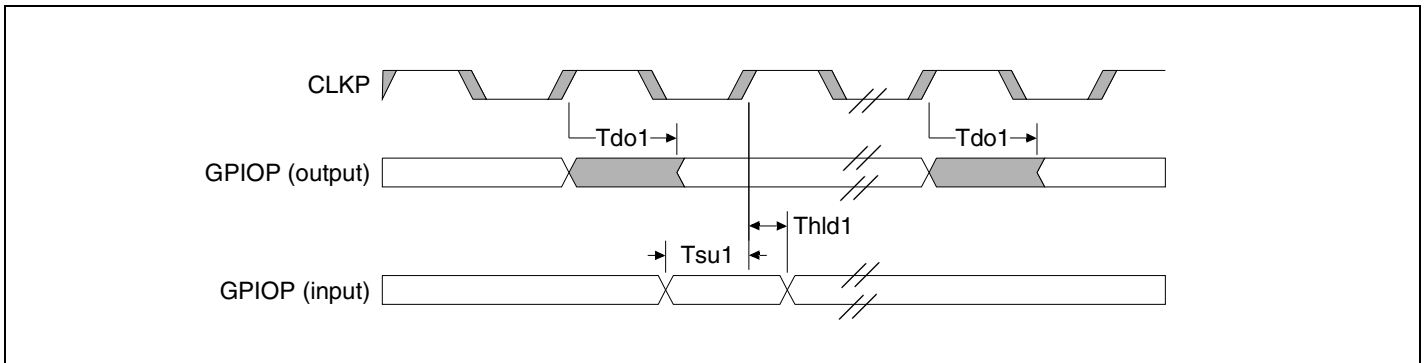 CLKP
Tdo1
Tdo1
GPIOP (output)
Thld1
Tsu1
GPIOP (input)